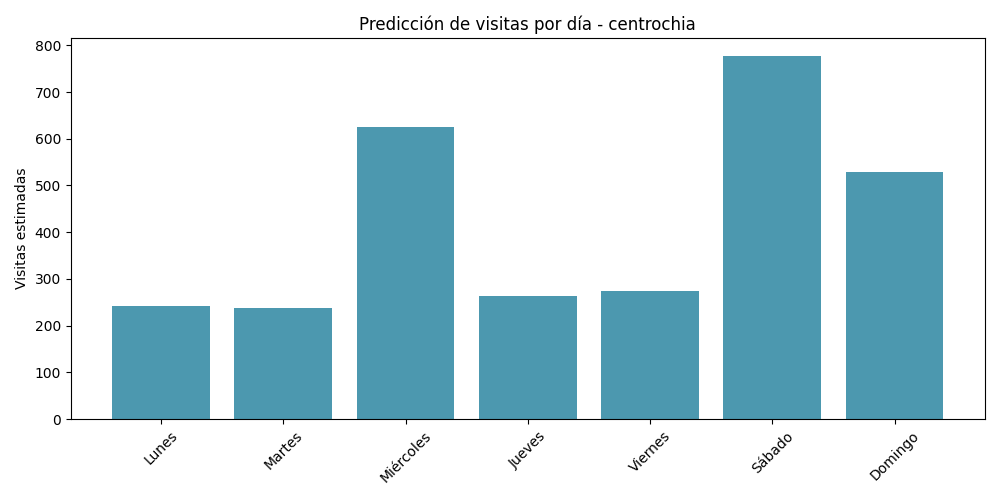 Predicción de visitas por día - centrochia
Visitas estimadas
800
700
600
500
400
300
200
100
0
Lunes
Martes
Miércoles
Jueves
Viernes
Sábado
Domingo